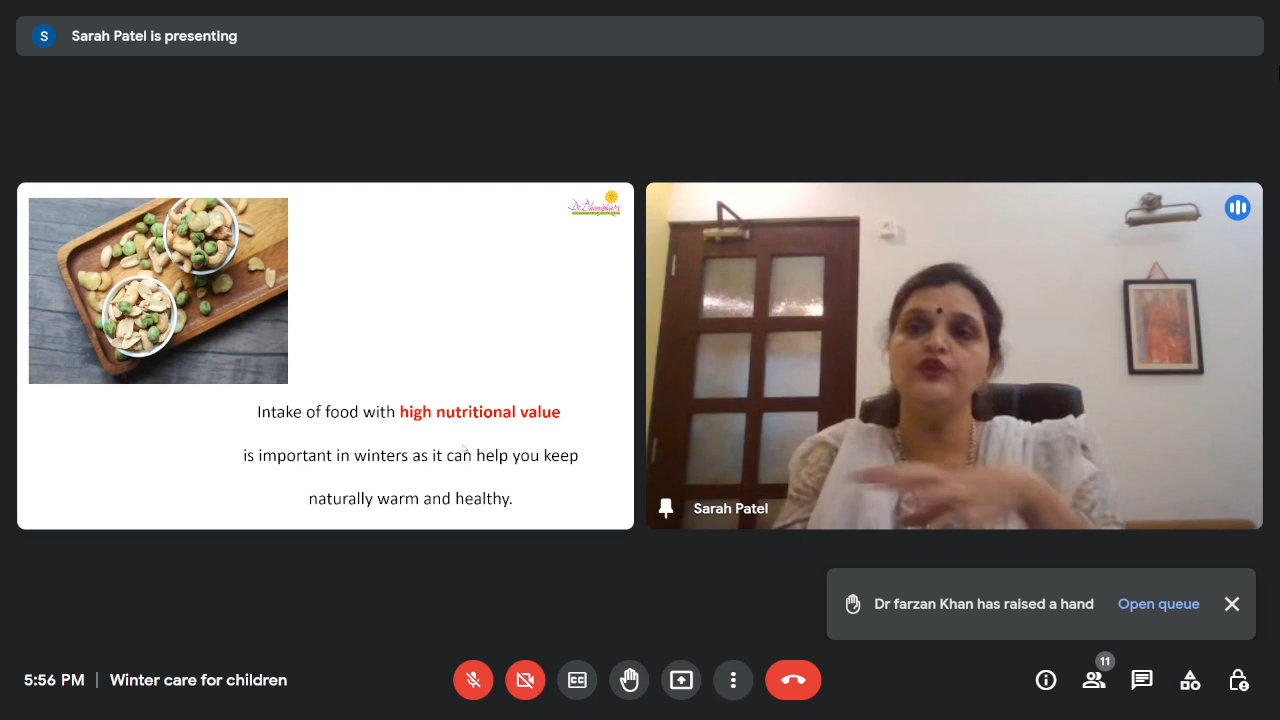 S
Sarah Patel is presenting
Intake of food with high nutritional value
is important in winters as it can help you keep
naturally warm and healthy.
Sarah Patel
Dr farzan Khan has raised a hand
Open queue
5:56 PM | Winter care for children
CC
11